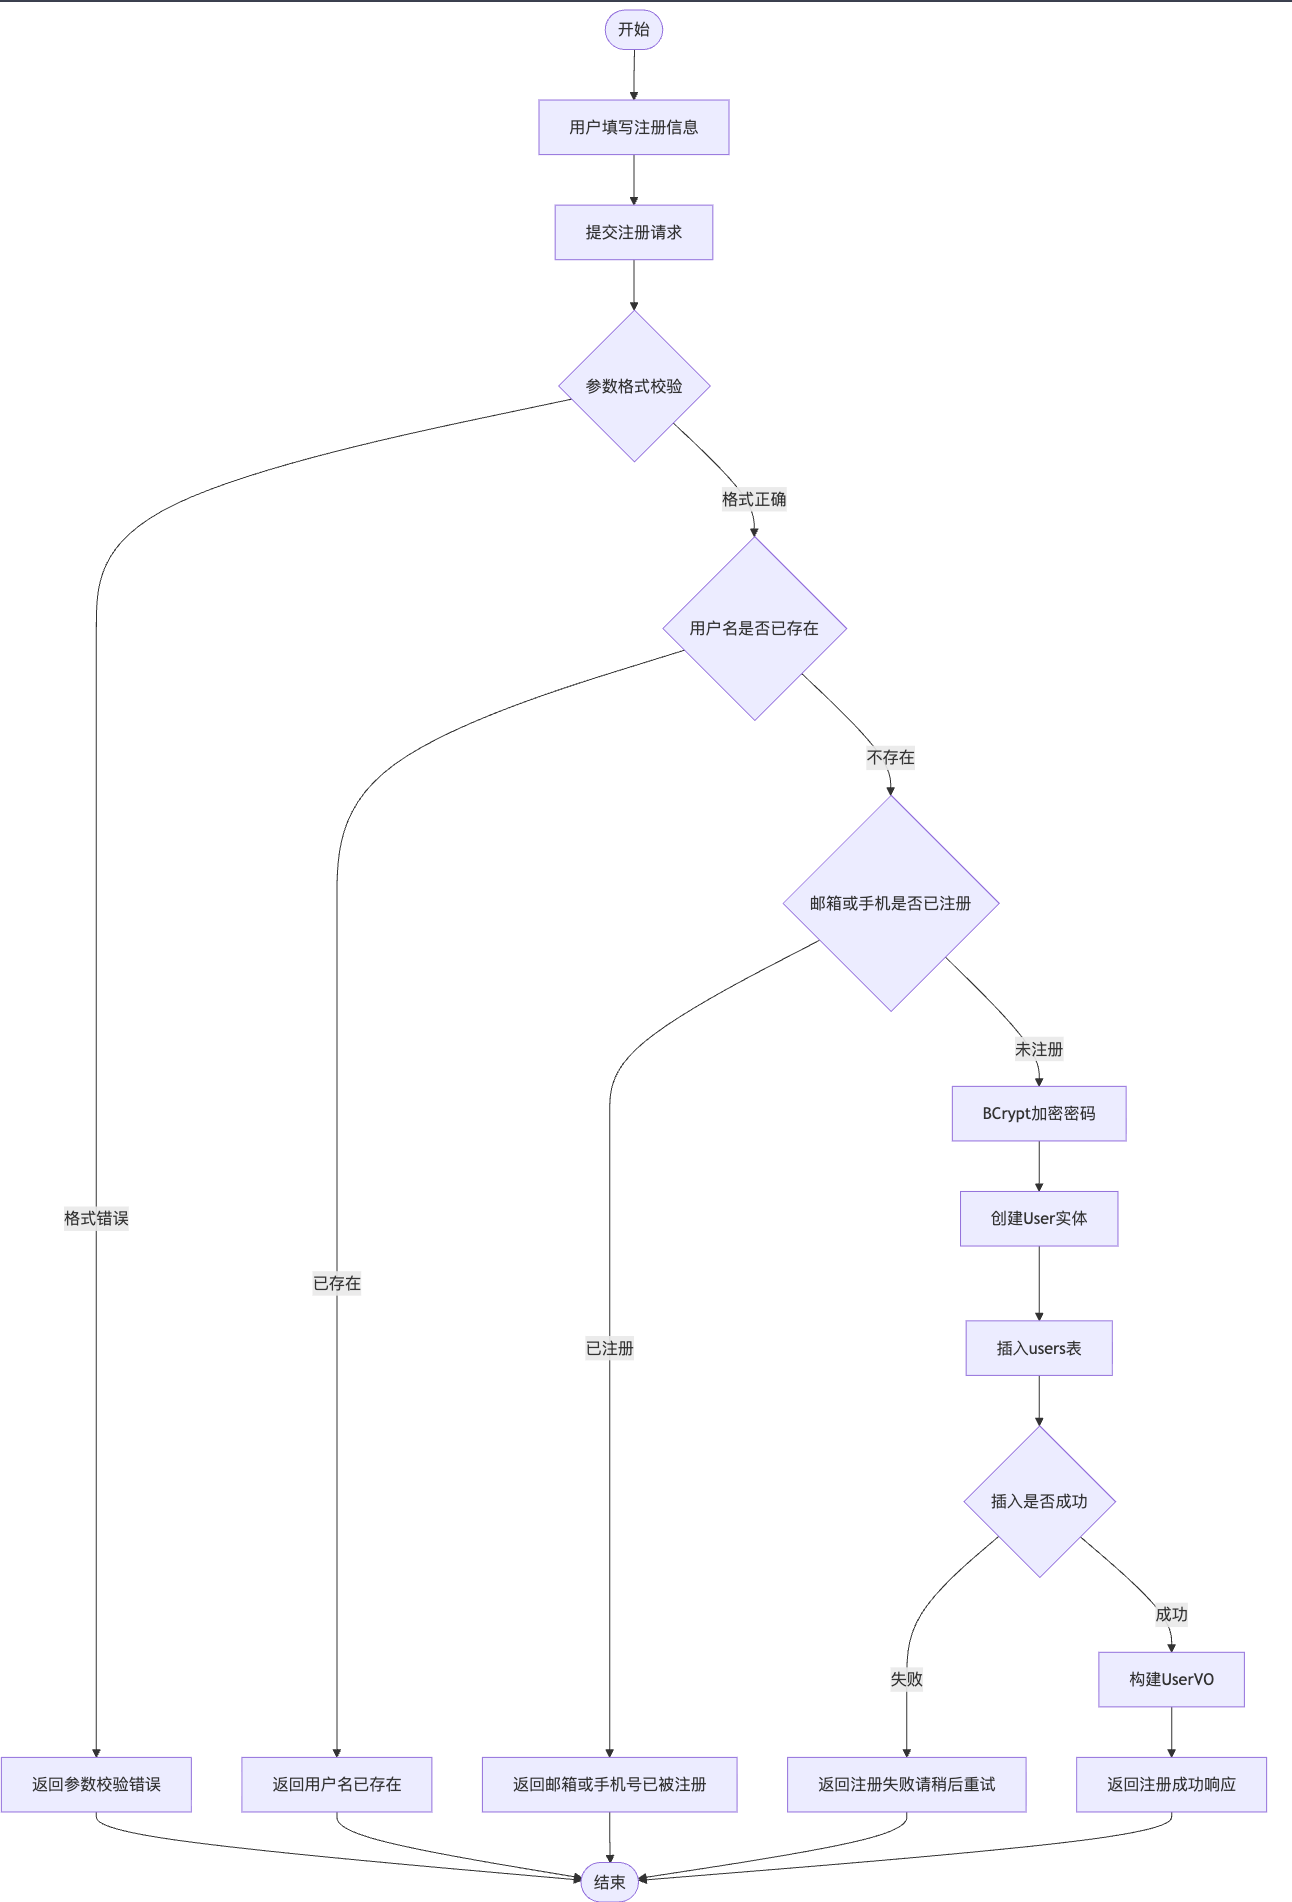 开始
用户填写注册信息
提交注册请求
参数格式校验
格式正确
用户名是否已存在
不存在
邮箱或手机是否已注册
未注册
BCrypt加密密码
创建User实体
格式错误
已存在
已注册
插入users表
插入是否成功
成功
失败
构建UserVO
返回参数校验错误
返回用户名已存在
返回邮箱或手机号已被注册
返回注册失败请稍后重试
返回注册成功响应
结束